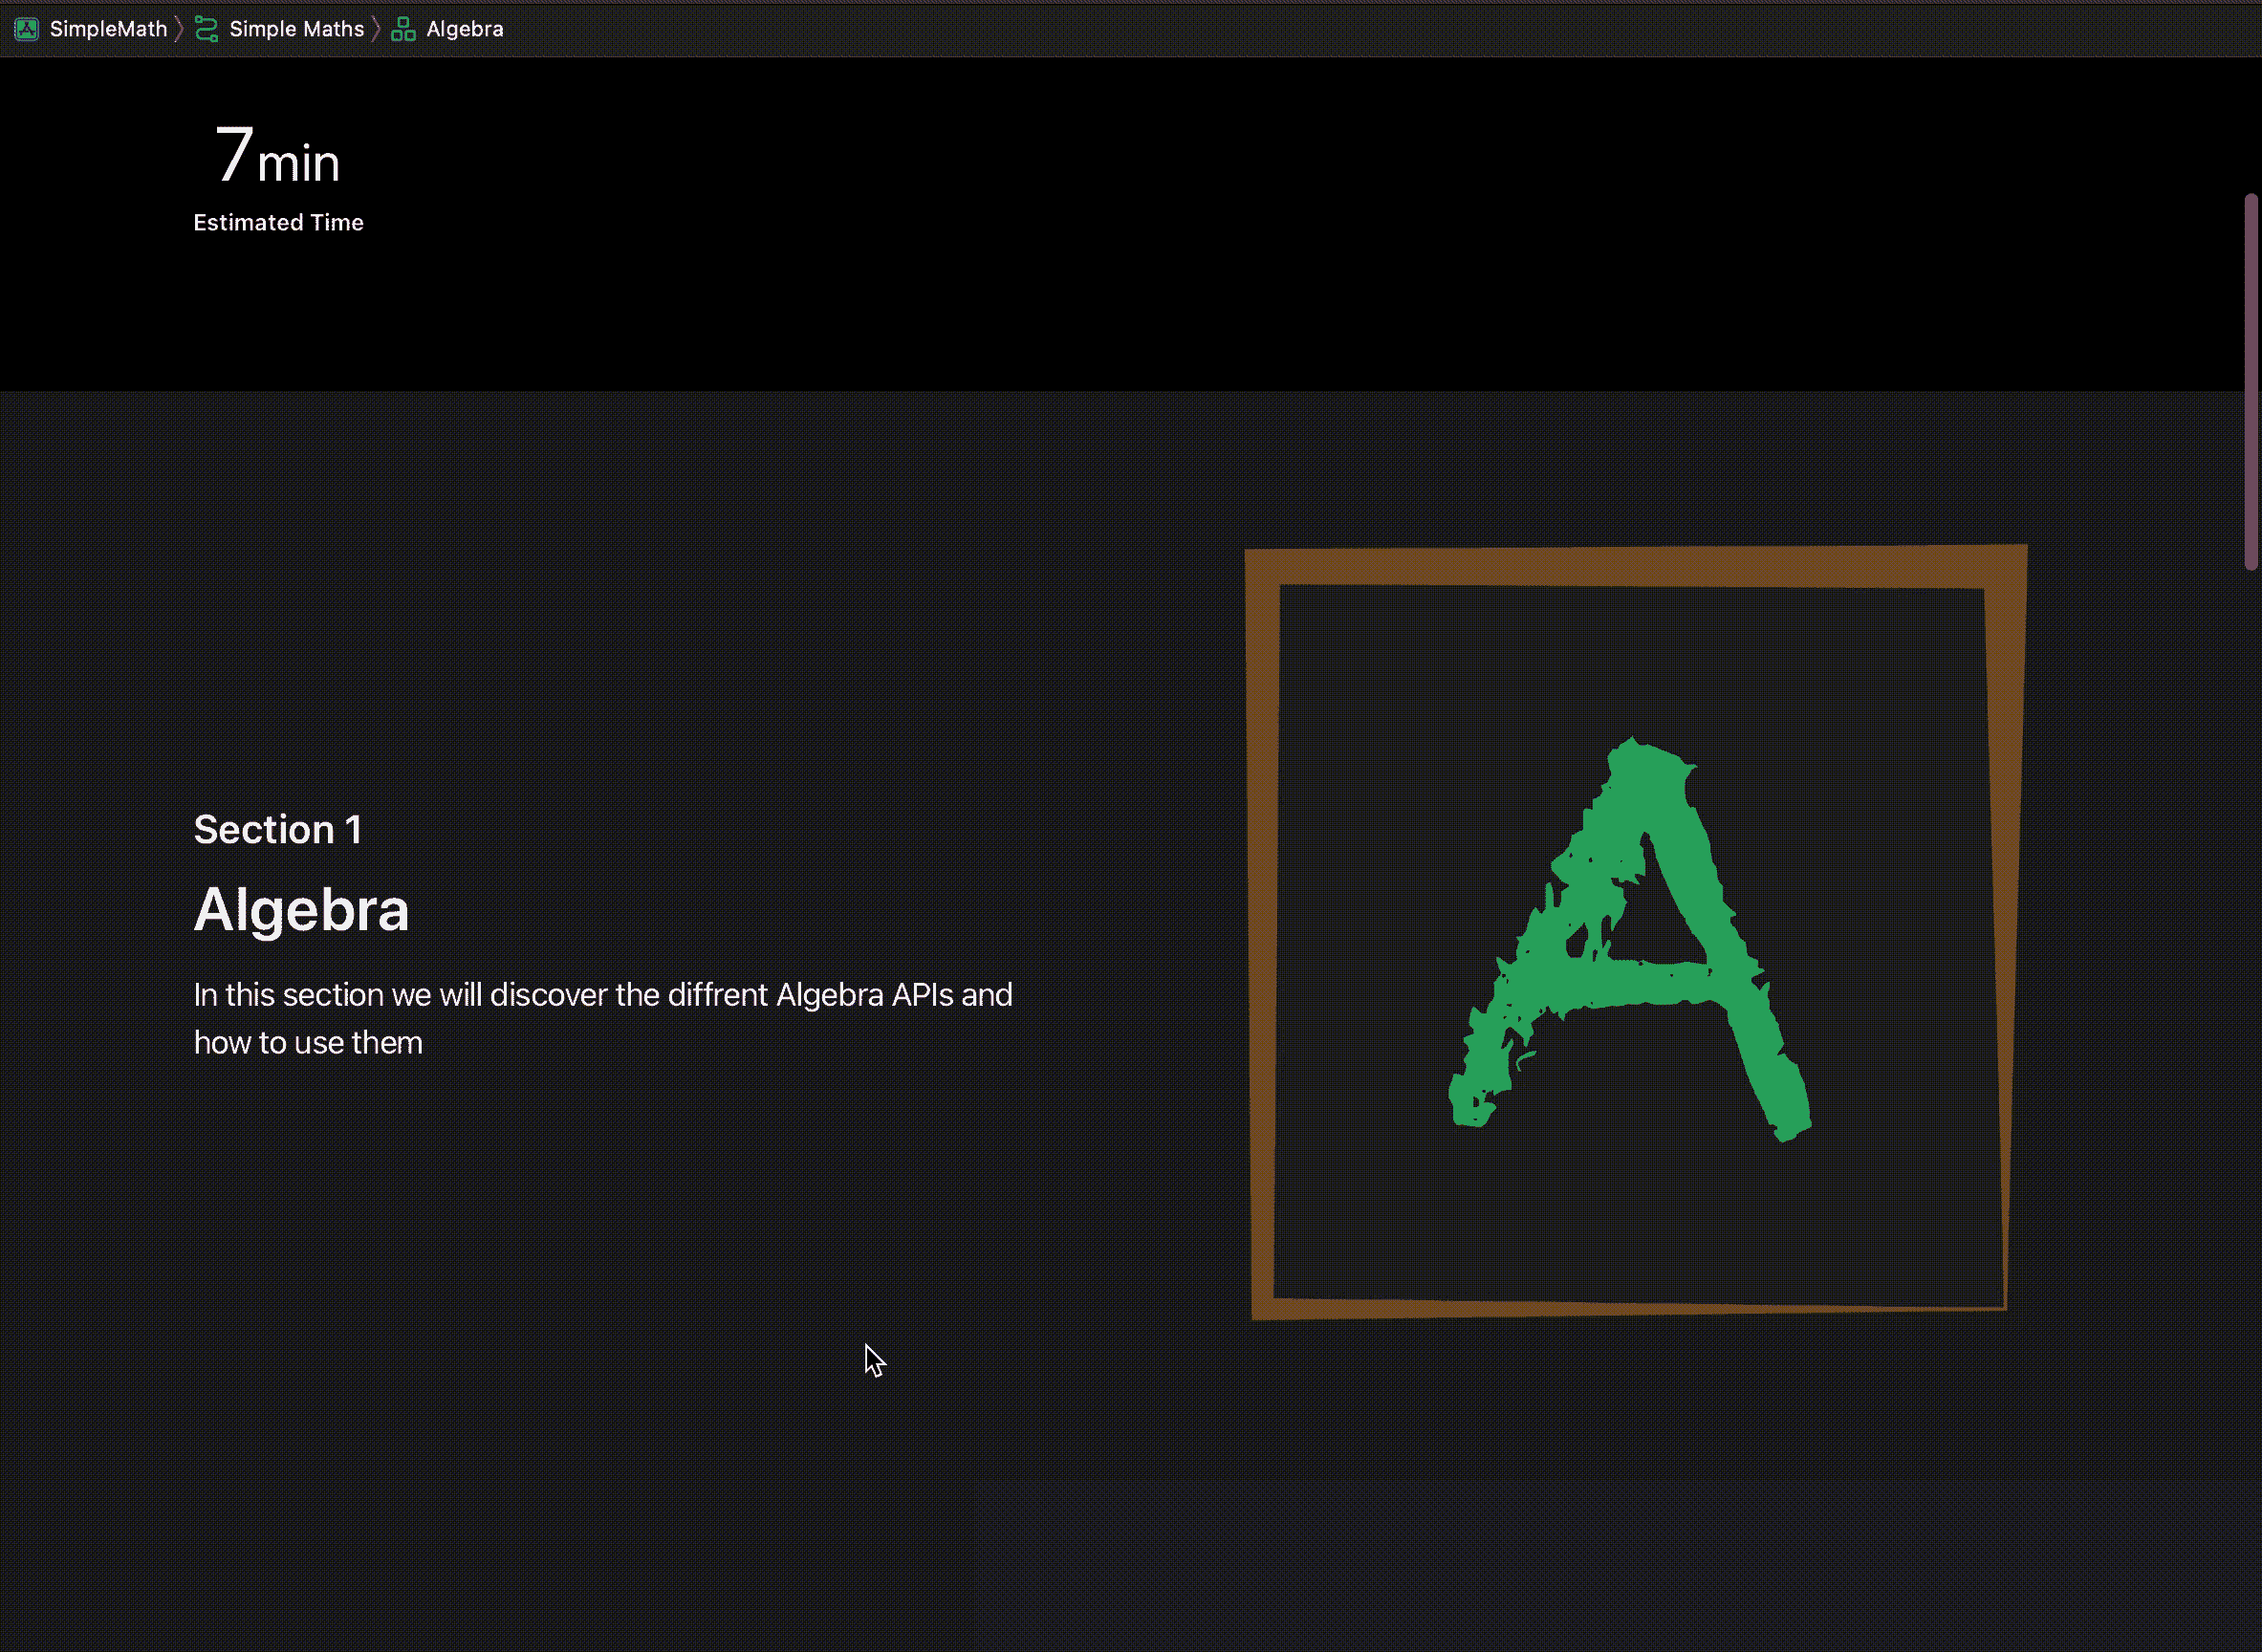 SimpleMath Simple Maths Algebra
7min
Estimated Time
Section 1
Algebra
In this section we will discover the diffrent Algebra APIs and
how to use them
A